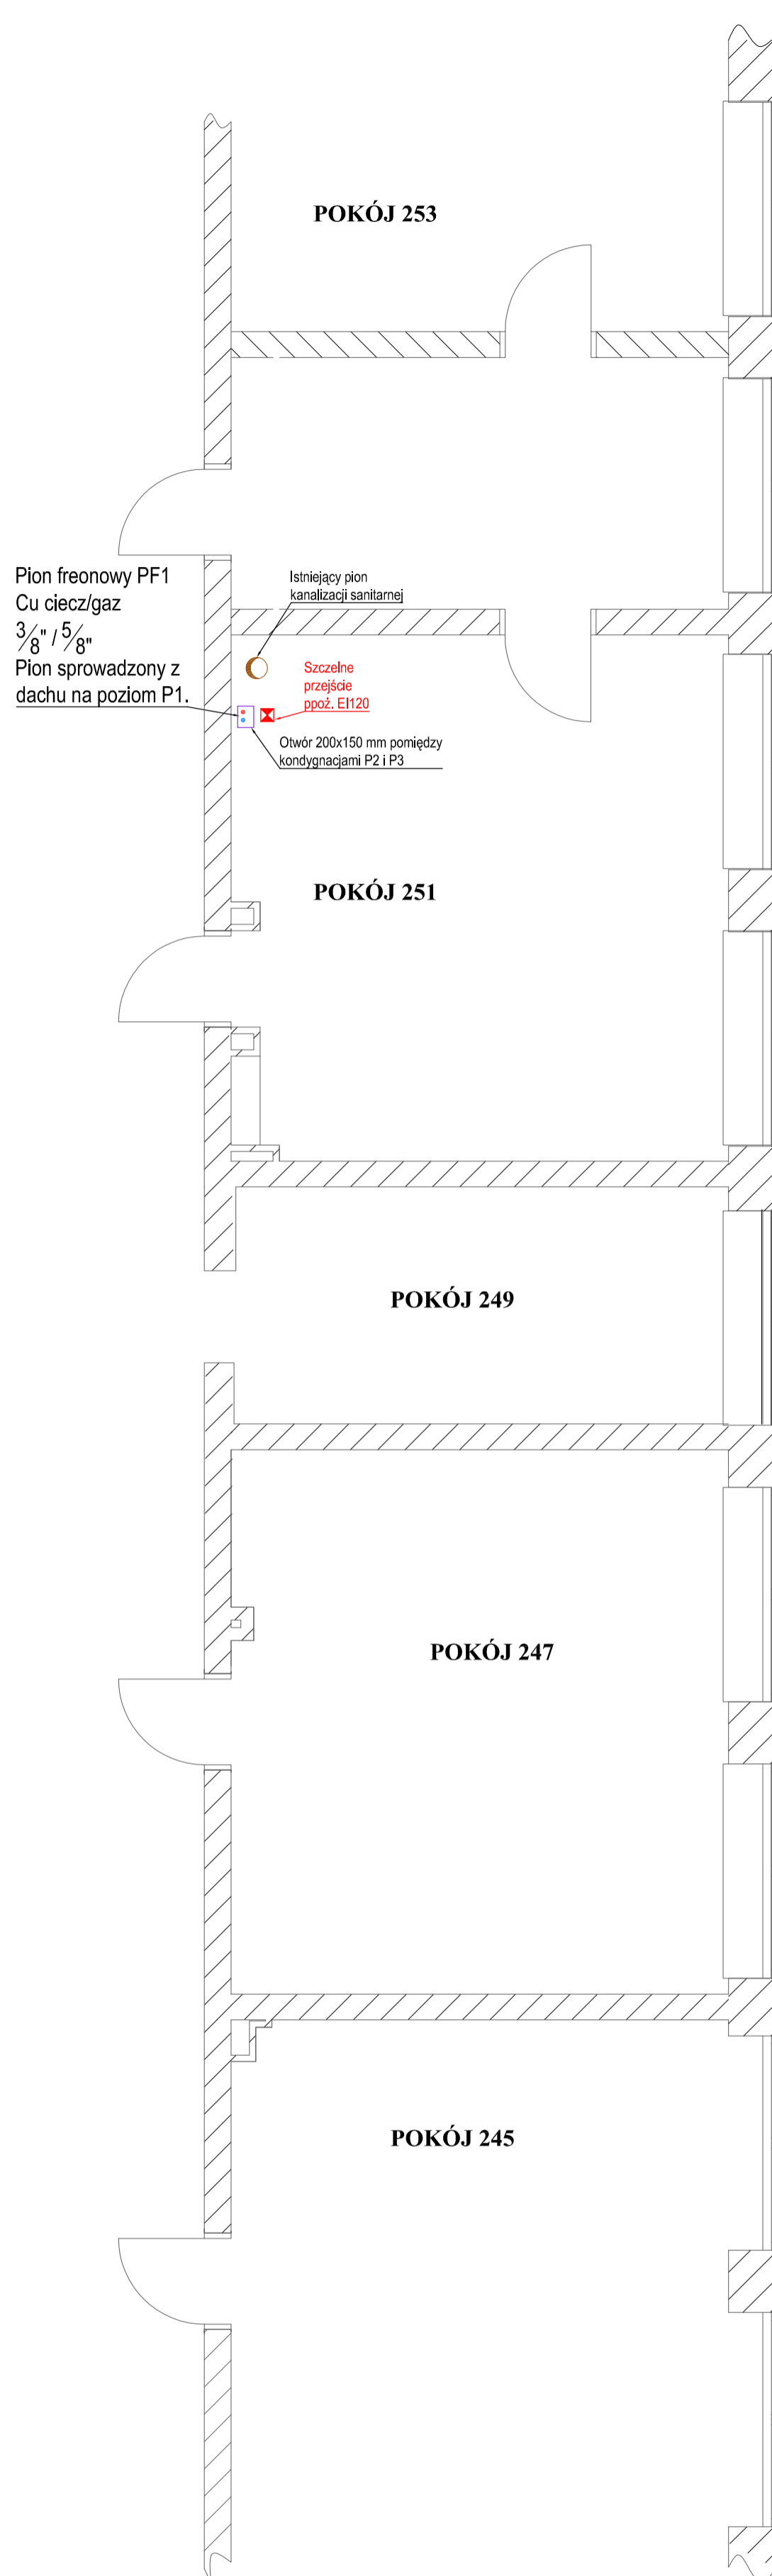 POKÓJ 253
Pion freonowy PF1
Cu ciecz/gaz
3/8" / 5/8"
Pion sprowadzony z
dachu na poziom P1.
Istniejący pion
kanalizacji sanitarnej
Szczelne
przejście
ppoż. EI120
Otwór 200x150 mm pomiędzy
kondygnacjami P2 i P3
POKÓJ 251
POKÓJ 249
POKÓJ 247
POKÓJ 245